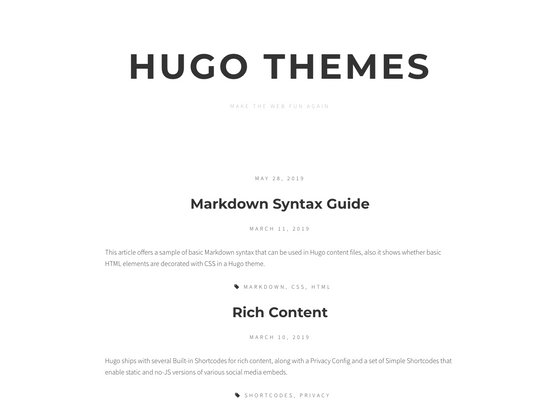 HUGO THEMES
MAKE THE WEB FUN AGAIN
MAY 28, 2019
Markdown Syntax Guide
MARCH 11, 2019
This article offers a sample of basic Markdown syntax that can be used in Hugo content files, also it shows whether basic
HTML elements are decorated with CSS in a Hugo theme.
MARKDOWN, CSS, HTML
Rich Content
MARCH 10, 2019
Hugo ships with several Built-in Shortcodes for rich content, along with a Privacy Config and a set of Simple Shortcodes that
enable static and no-JS versions of various social media embeds.
SHORTCODES, PRIVACY